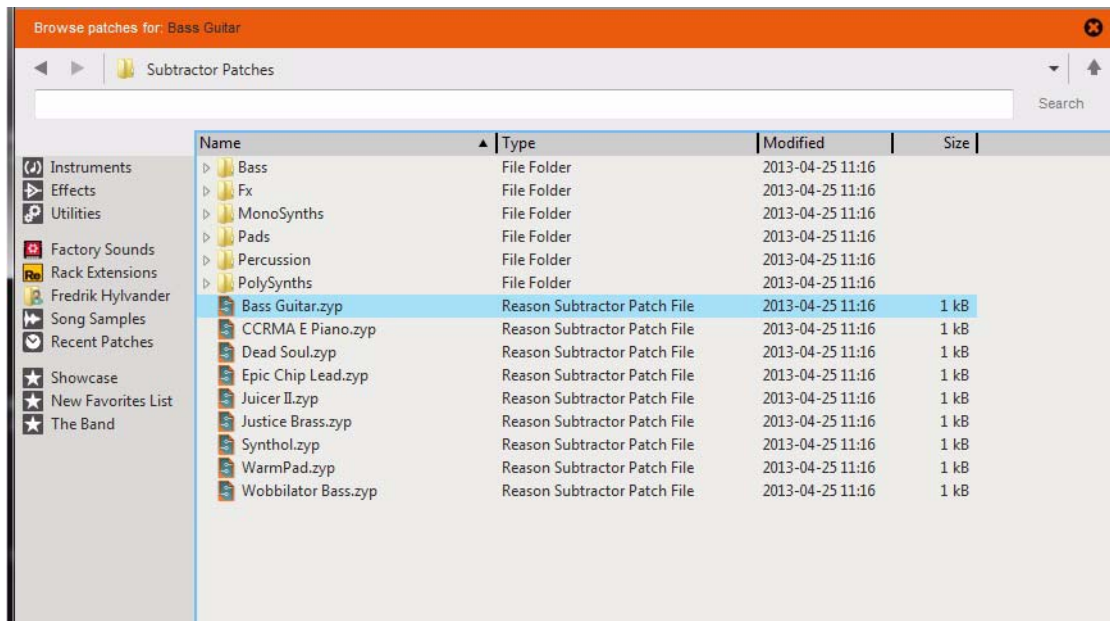 Browse patches for: Bass Guitar
Subtractor Patches
Search
Name Type Modified Size
Instruments
Effects
Utilities
Factory Sounds
Re Rack Extensions
Fredrik Hylvander
Song Samples
Recent Patches
Showcase
New Favorites List
The Band
Bass File Folder 2013-04-25 11:16
Fx File Folder 2013-04-25 11:16
MonoSynths File Folder 2013-04-25 11:16
Pads File Folder 2013-04-25 11:16
Percussion File Folder 2013-04-25 11:16
PolySynths File Folder 2013-04-25 11:16
Bass Guitar.zyp Reason Subtractor Patch File 2013-04-25 11:16 1 kB
CCRMA E Piano.zyp Reason Subtractor Patch File 2013-04-25 11:16 1 kB
Dead Soul.zyp Reason Subtractor Patch File 2013-04-25 11:16 1 kB
Epic Chip Lead.zyp Reason Subtractor Patch File 2013-04-25 11:16 1 kB
Juicer II.zyp Reason Subtractor Patch File 2013-04-25 11:16 1 kB
Justice Brass.zyp Reason Subtractor Patch File 2013-04-25 11:16 1 kB
Synthol.zyp Reason Subtractor Patch File 2013-04-25 11:16 1 kB
WarmPad.zyp Reason Subtractor Patch File 2013-04-25 11:16 1 kB
Wobbilator Bass.zyp Reason Subtractor Patch File 2013-04-25 11:16 1 kB